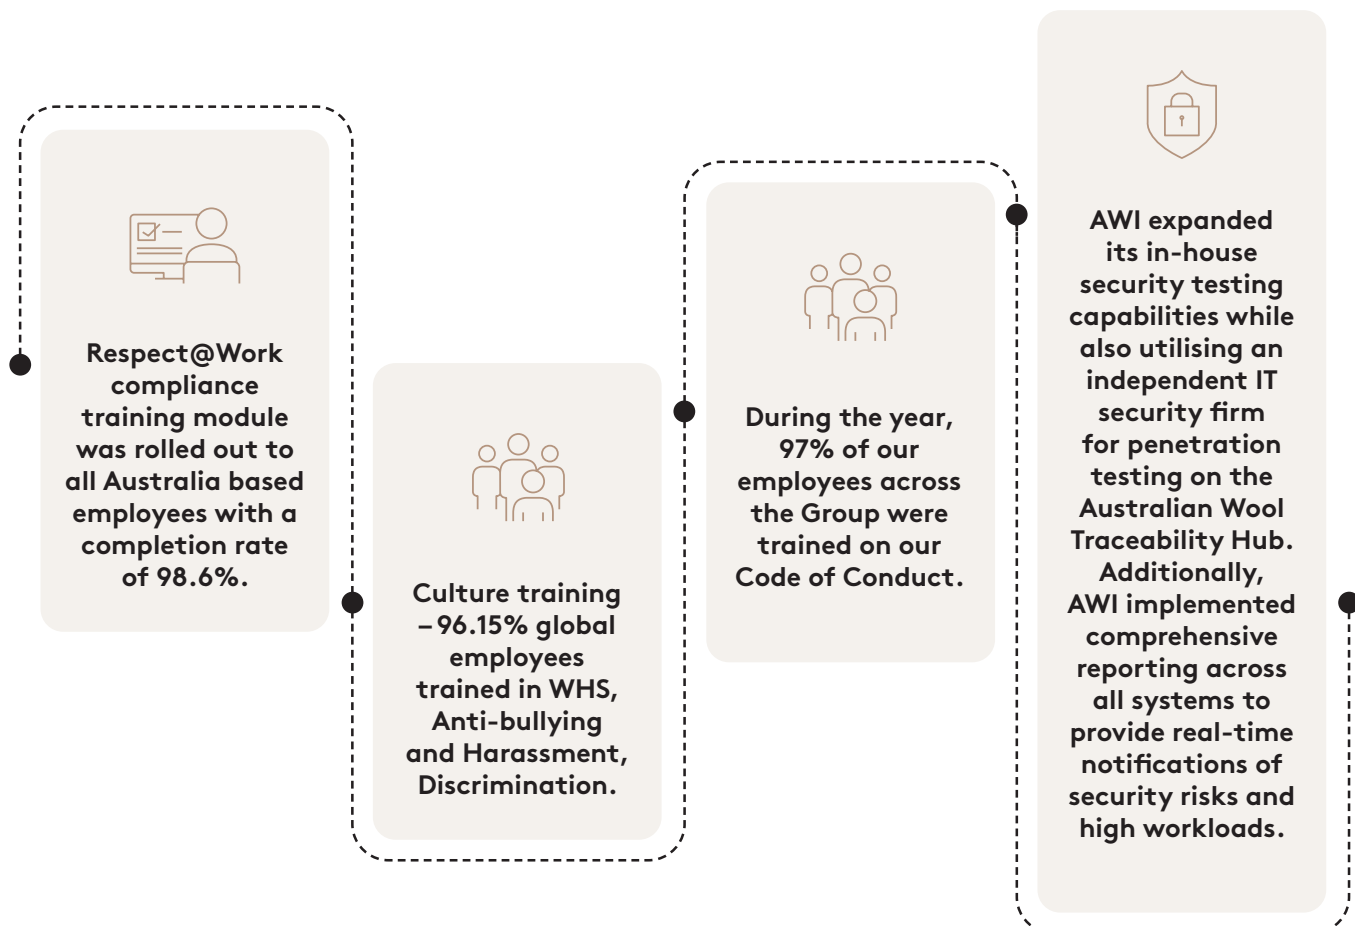 Respect@Work
compliance
training module
was rolled out to
all Australia based
employees with a
completion rate
of 98.6%.
Culture training
– 96.15% global
employees
trained in WHS,
Anti-bullying
and Harassment,
Discrimination.
During the year,
97% of our
employees across
the Group were
trained on our
Code of Conduct.
AWI expanded
its in-house
security testing
capabilities while
also utilising an
independent IT
security firm
for penetration
testing on the
Australian Wool
Traceability Hub.
Additionally,
AWI implemented
comprehensive
reporting across
all systems to
provide real-time
notifications of
security risks and
high workloads.